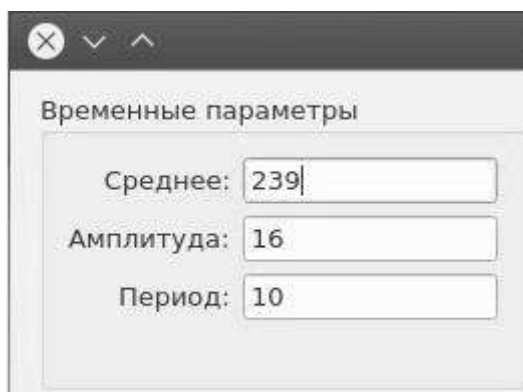 Временные параметры
Среднее: 239
Амплитуда: 16
Период: 10